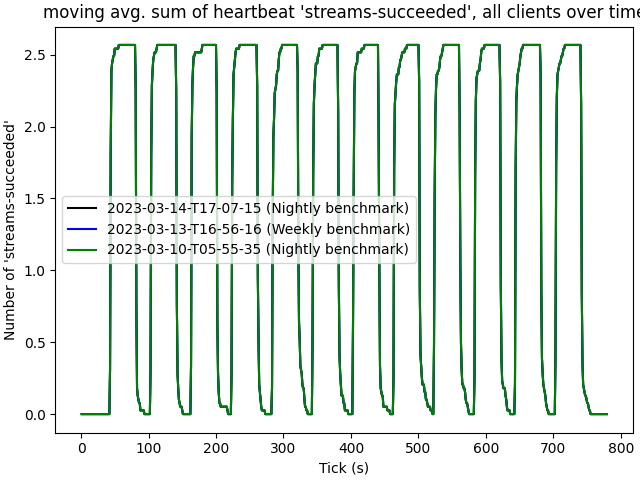 moving avg. sum of heartbeat 'streams-succeeded', all clients over time
Number of 'streams-succeeded'
2.5
2.0
1.5
1.0
0.5
0.0
2023-03-14-T17-07-15 (Nightly benchmark)
2023-03-13-T16-56-16 (Weekly benchmark)
2023-03-10-T05-55-35 (Nightly benchmark)
0 100 200 300 400 500 600 700 800
Tick (s)